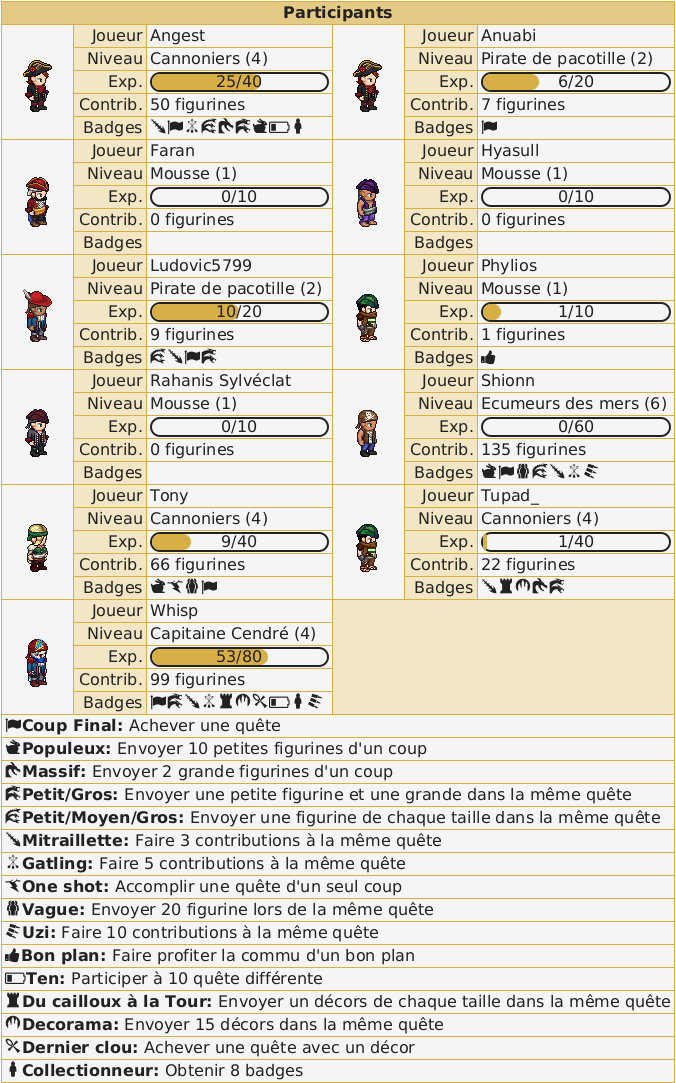 Participants
Joueur Angest
Niveau Cannoniers (4)
Exp. 25/40
Contrib. 50 figurines
Badges
Joueur Anuabi
Niveau Pirate de pacotille (2)
Exp. 6/20
Contrib. 7 figurines
Badges
Joueur Faran
Niveau Mousse (1)
Exp. 0/10
Contrib. 0 figurines
Badges
Joueur Hyasull
Niveau Mousse (1)
Exp. 0/10
Contrib. 0 figurines
Badges
Joueur Ludovic5799
Niveau Pirate de pacotille (2)
Exp. 10/20
Contrib. 9 figurines
Badges
Joueur Phylios
Niveau Mousse (1)
Exp. 1/10
Contrib. 1 figurines
Badges
Joueur Rahanis Sylvéclat
Niveau Mousse (1)
Exp. 0/10
Contrib. 0 figurines
Badges
Joueur Shionn
Niveau Ecumeurs des mers (6)
Exp. 0/60
Contrib. 135 figurines
Badges
Joueur Tony
Niveau Cannoniers (4)
Exp. 9/40
Contrib. 66 figurines
Badges
Joueur Tupad_
Niveau Cannoniers (4)
Exp. 1/40
Contrib. 22 figurines
Badges
Joueur Whisp
Niveau Capitaine Cendré (4)
Exp. 53/80
Contrib. 99 figurines
Badges
Coup Final: Achever une quête
Populeux: Envoyer 10 petites figurines d'un coup
Massif: Envoyer 2 grande figurines d'un coup
Petit/Gros: Envoyer une petite figurine et une grande dans la même quête
Petit/Moyen/Gros: Envoyer une figurine de chaque taille dans la même quête
Mitraillette: Faire 3 contributions à la même quête
Gatling: Faire 5 contributions à la même quête
One shot: Accomplir une quête d'un seul coup
Vague: Envoyer 20 figurine lors de la même quête
Uzi: Faire 10 contributions à la même quête
Bon plan: Faire profiter la commu d'un bon plan
Ten: Participer à 10 quête différente
Du cailloux à la Tour: Envoyer un décors de chaque taille dans la même quête
Decorama: Envoyer 15 décors dans la même quête
Dernier clou: Achever une quête avec un décor
Collectionneur: Obtenir 8 badges